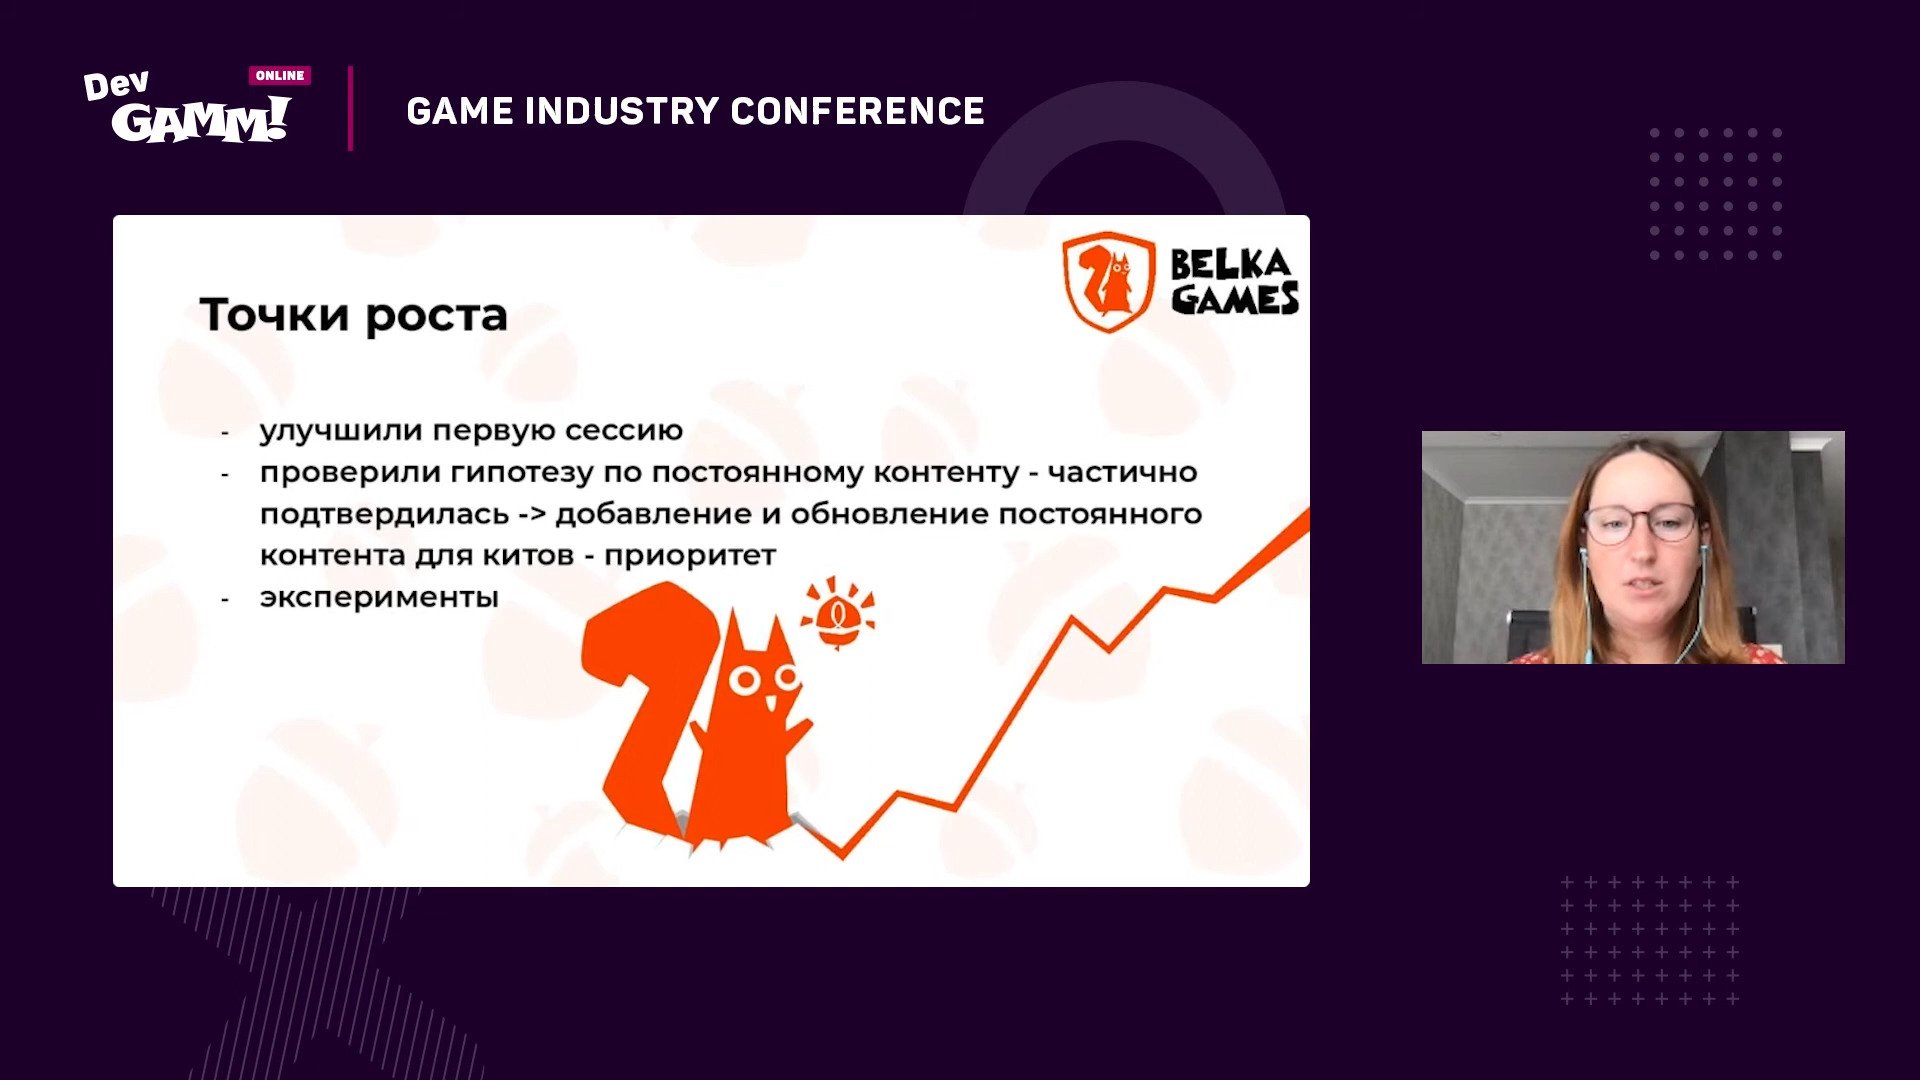 Dev
GAMM!
ONLINE
GAME INDUSTRY CONFERENCE
BELKA
GAMES
Точки роста
- улучшили первую сессию
- проверили гипотезу по постоянному контенту - частично
подтвердилась -> добавление и обновление постоянного
контента для китов - приоритет
- эксперименты